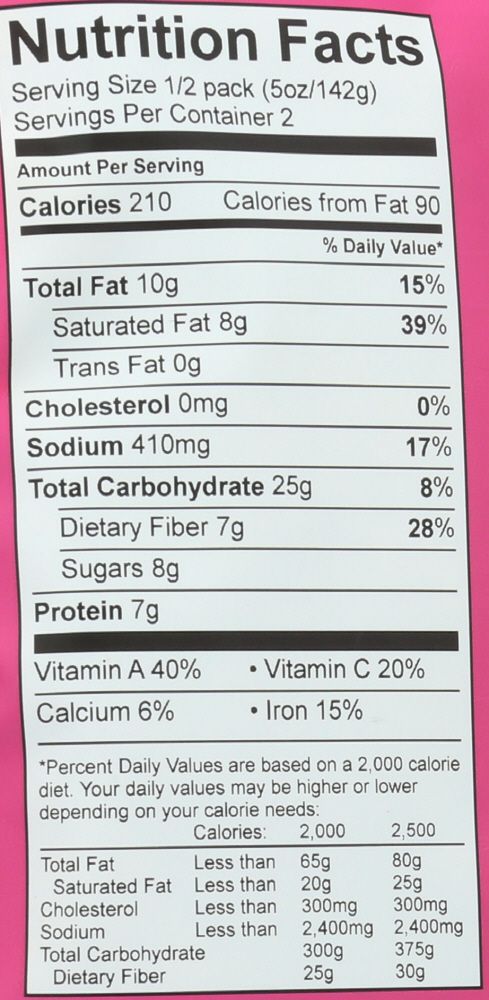 Nutrition Facts
Serving Size 1/2 pack (5oz/142g)
Servings Per Container 2
Amount Per Serving
Calories 210 Calories from Fat 90
% Daily Value*
Total Fat 10g 15%
Saturated Fat 8g 39%
Trans Fat 0g
Cholesterol 0mg 0%
Sodium 410mg 17%
Total Carbohydrate 25g 8%
Dietary Fiber 7g 28%
Sugars 8g
Protein 7g
Vitamin A 40% • Vitamin C 20%
Calcium 6% • Iron 15%
*Percent Daily Values are based on a 2,000 calorie
diet. Your daily values may be higher or lower
depending on your calorie needs:
Calories: 2,000 2,500
Total Fat Less than 65g 80g
Saturated Fat Less than 20g 25g
Cholesterol Less than 300mg 300mg
Sodium Less than 2,400mg 2,400mg
Total Carbohydrate 300g 375g
Dietary Fiber 25g 30g